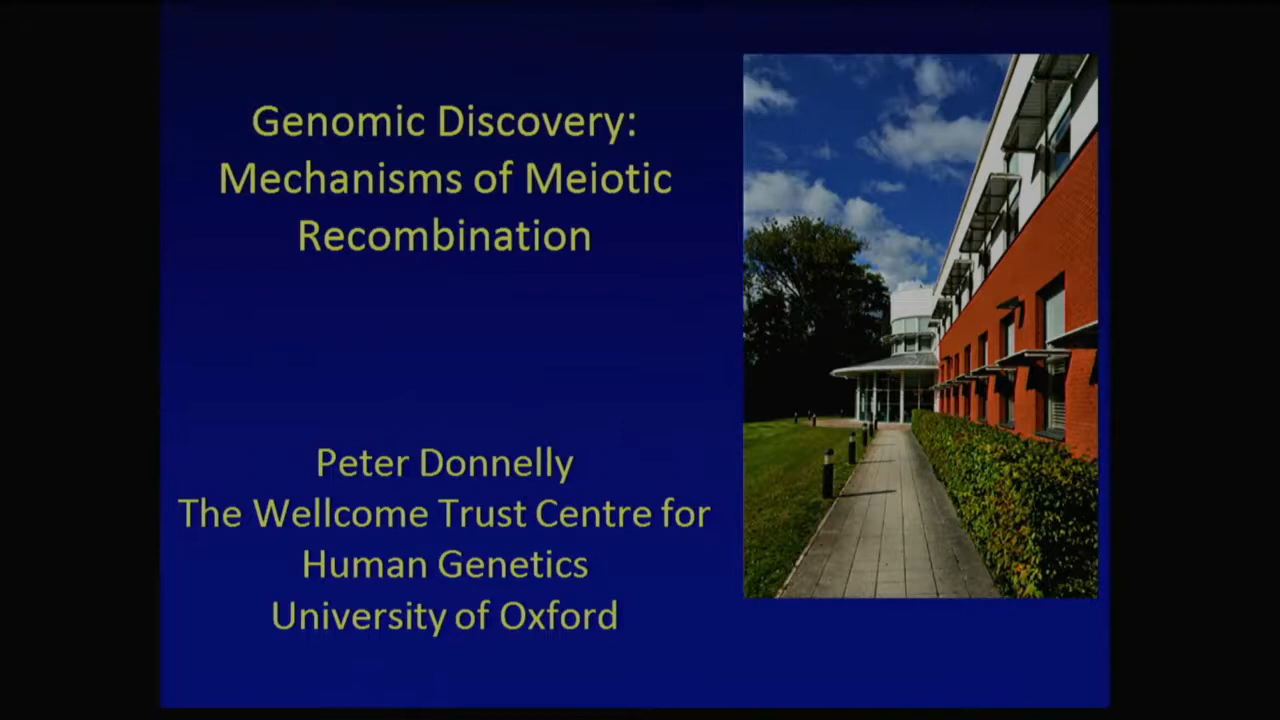 Genomic Discovery:
Mechanisms of Meiotic
Recombination
Peter Donnelly
The Wellcome Trust Centre for
Human Genetics
University of Oxford